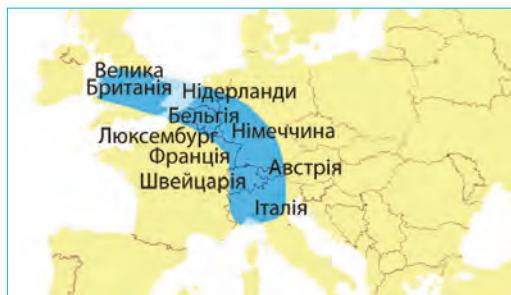 Велика
Британія
Нідерланди
Бельгія
Німеччина
Люксембург
Франція
Австрія
Швейцарія
Італія